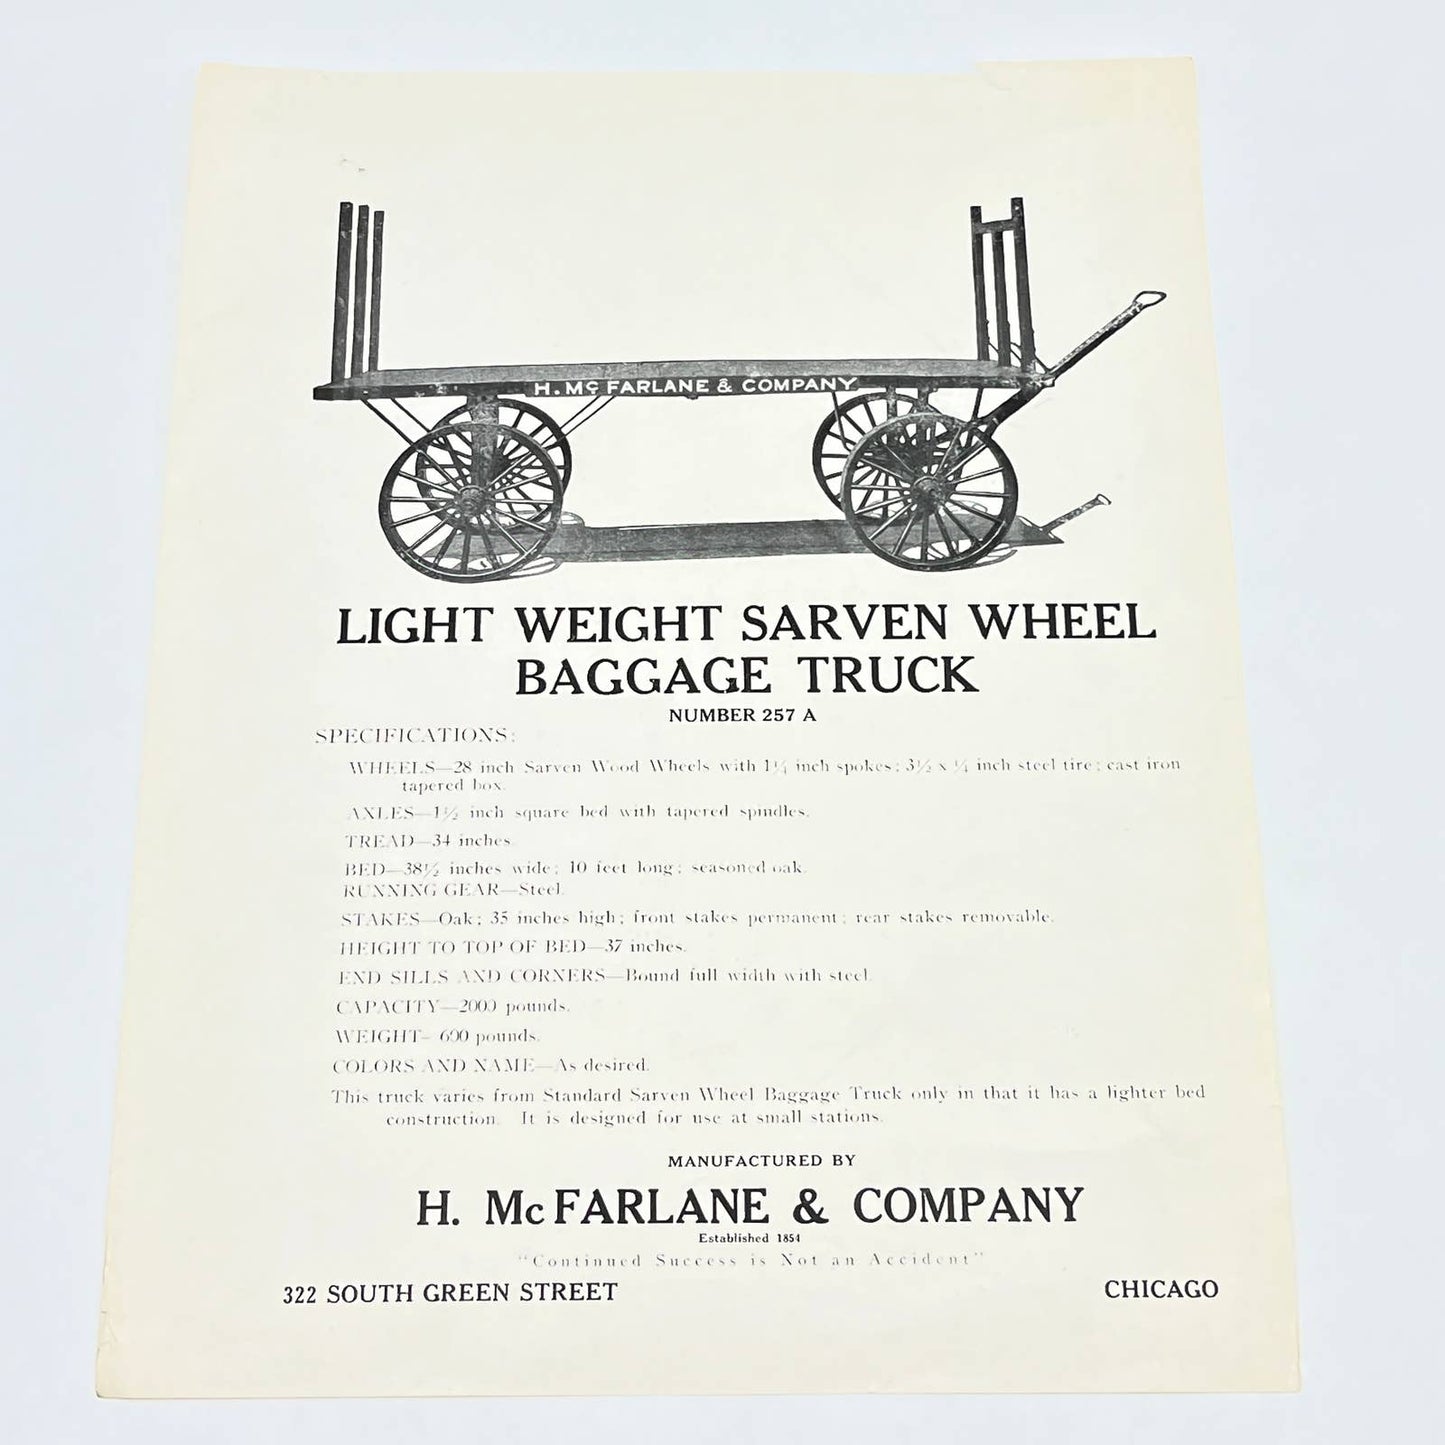 H. Mc FARLANE & COMPANY
LIGHT WEIGHT SARVEN WHEEL
BAGGAGE TRUCK
NUMBER 257 A
SPECIFICATIONS:
WHEELS—28 inch Sarven Wood Wheels with 1¼ inch spokes; 3½ x ¼ inch steel tire; cast iron
tapered box.
AXLES—1½ inch square bed with tapered spindles.
TREAD—34 inches.
BED—38½ inches wide; 10 feet long; seasoned oak.
RUNNING GEAR—Steel.
STAKES—Oak; 35 inches high; front stakes permanent; rear stakes removable.
HEIGHT TO TOP OF BED—37 inches.
END SILLS AND CORNERS—Bound full width with steel.
CAPACITY—2000 pounds.
WEIGHT—600 pounds.
COLORS AND NAME—As desired.
This truck varies from Standard Sarven Wheel Baggage Truck only in that it has a lighter bed
construction. It is designed for use at small stations.
MANUFACTURED BY
H. McFARLANE & COMPANY
Established 1854
"Continued Success is Not an Accident"
322 SOUTH GREEN STREET CHICAGO